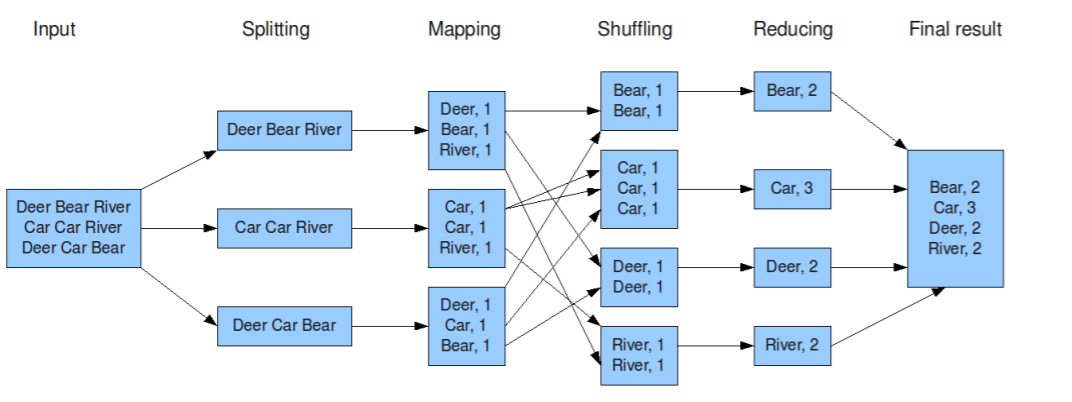 Input
Splitting
Mapping
Shuffling
Reducing
Final result
Deer Bear River
Car Car River
Deer Car Bear
Deer Bear River
Car Car River
Deer Car Bear
Deer, 1
Bear, 1
River, 1
Car, 1
Car, 1
River, 1
Deer, 1
Car, 1
Bear, 1
Bear, 1
Bear, 1
Car, 1
Car, 1
Car, 1
Deer, 1
Deer, 1
River, 1
River, 1
Bear, 2
Car, 3
Deer, 2
River, 2
Bear, 2
Car, 3
Deer, 2
River, 2